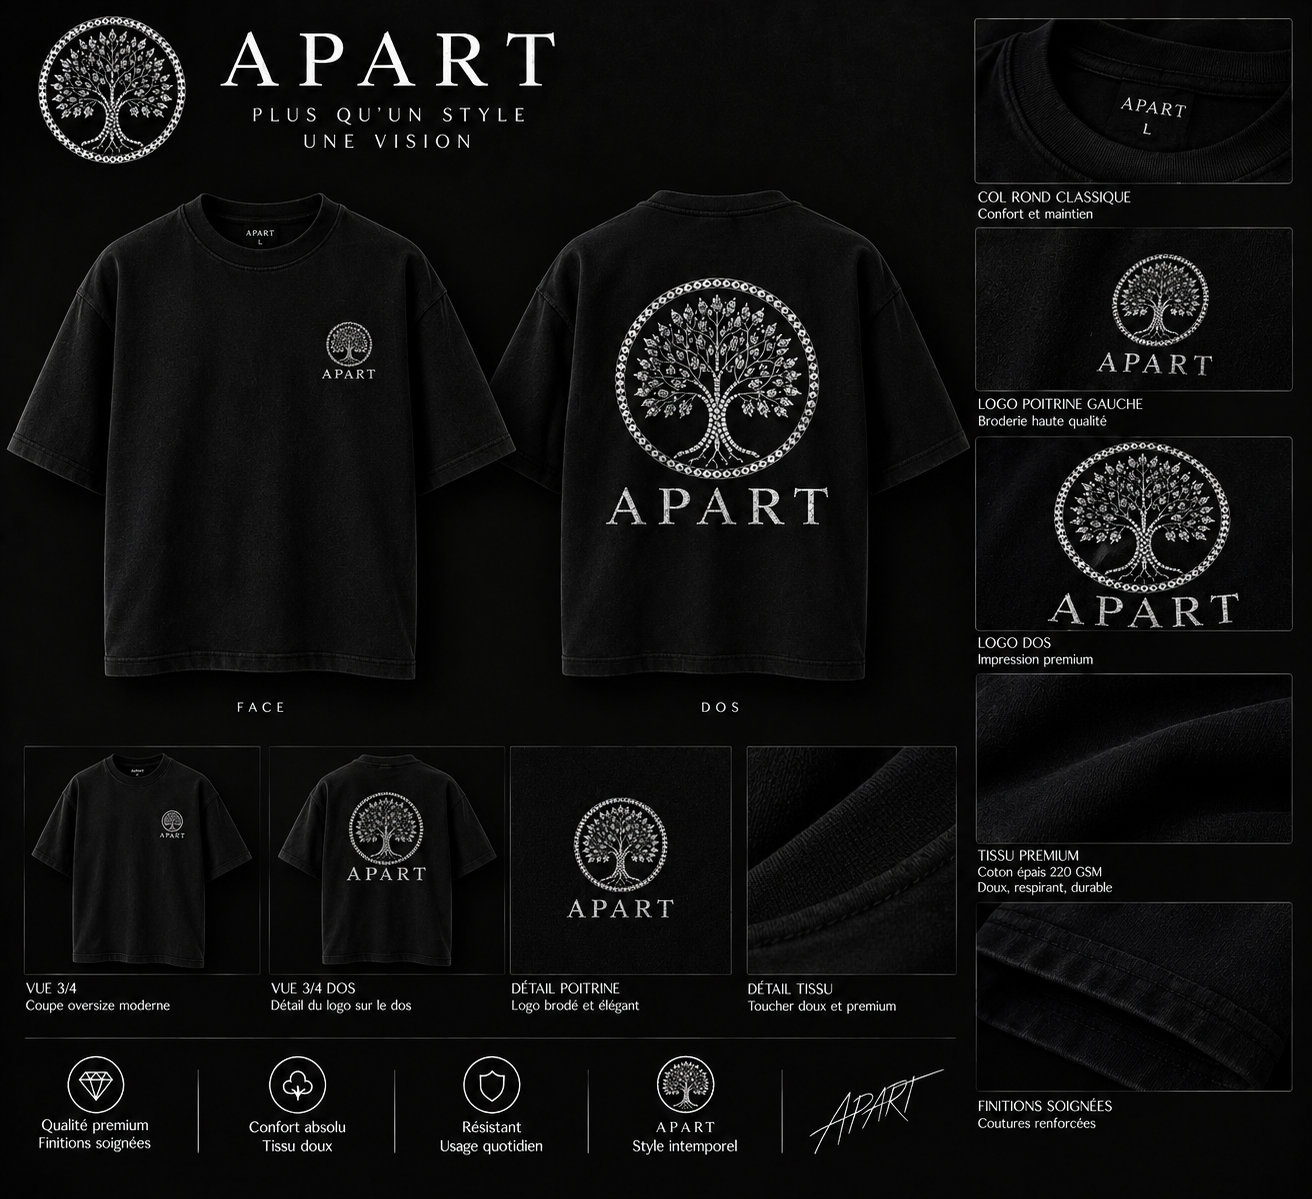 APART
PLUS QU'UN STYLE
UNE VISION
APART
L
APART
APART
FACE
DOS
APART
L
COL ROND CLASSIQUE
Confort et maintien
APART
LOGO POITRINE GAUCHE
Broderie haute qualité
APART
LOGO DOS
Impression premium
TISSU PREMIUM
Coton épais 220 GSM
Doux, respirant, durable
FINITIONS SOIGNÉES
Coutures renforcées
APART
APART
VUE 3/4
Coupe oversize moderne
APART
VUE 3/4 DOS
Détail du logo sur le dos
APART
DÉTAIL POITRINE
Logo brodé et élégant
DÉTAIL TISSU
Toucher doux et premium
Qualité premium
Finitions soignées
Confort absolu
Tissu doux
Résistant
Usage quotidien
APART
Style intemporel
APART